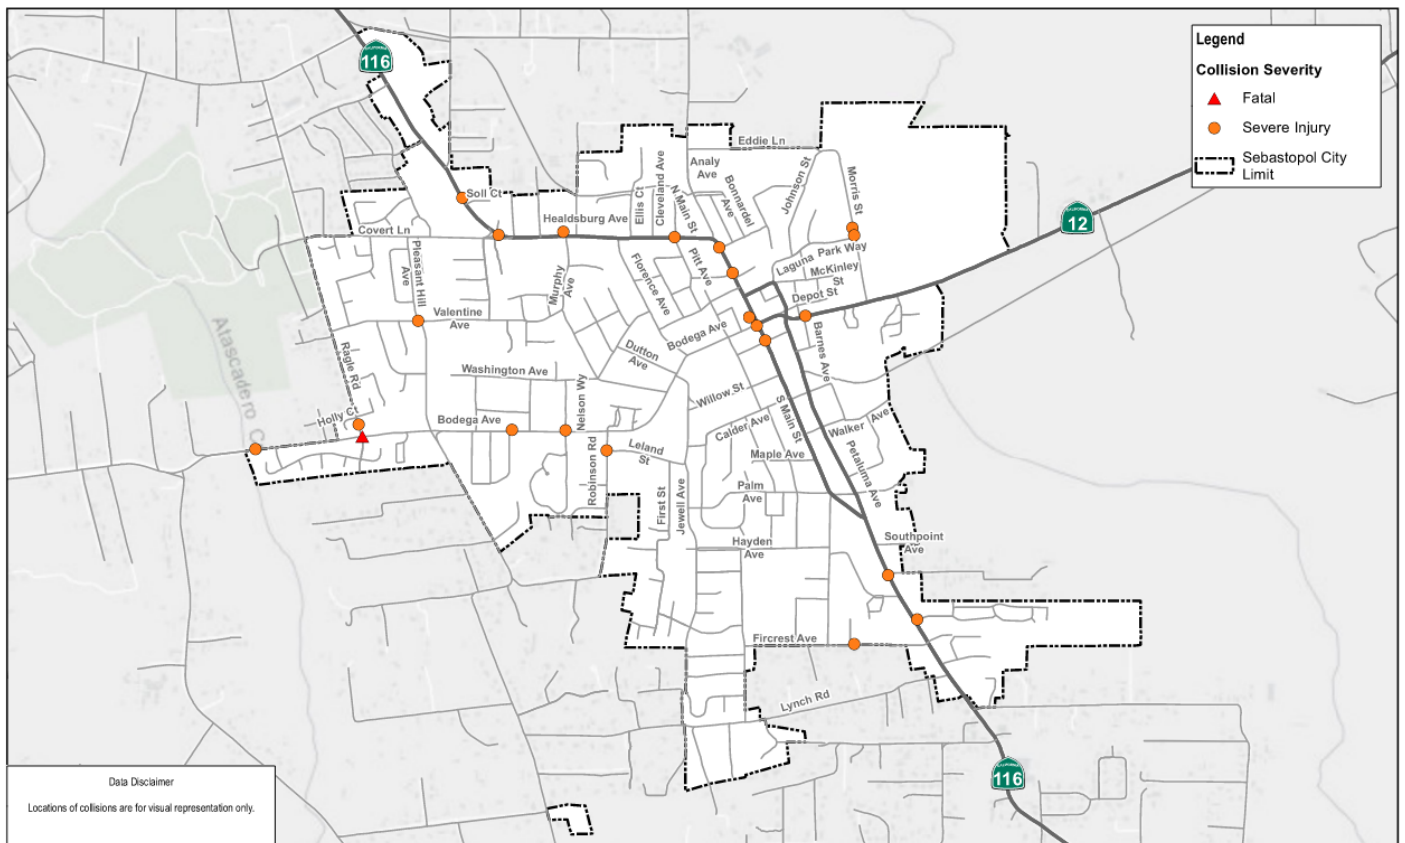 Legend
Collision Severity
Fatal
Severe Injury
Sebastopol City
Limit
CALIFORNIA
116
CALIFORNIA
12
Eddie Ln
Analy
Ave
Bonnardel
Ave
Johnson St
Morris St
Soll Ct
Ellis Ct
Cleveland Ave
N Main St
Healdsburg Ave
Covert Ln
Pleasant Hill
Ave
Murphy
Ave
Florence Ave
Pitt Ave
Laguna Park Way
McKinley
St
Depot St
Valentine
Ave
Bodega Ave
Barnes Ave
Dutton
Ave
Ragle Rd
Atascadero C
Washington Ave
Nelson Wy
Willow St
S Main St
Holly Ct
Bodega Ave
Calder Ave
Walker Ave
Robinson Rd
Leland
St
Maple Ave
Petaluma Ave
First St
Jewell Ave
Palm
Ave
Hayden
Ave
Southpoint
Ave
Fircrest Ave
Lynch Rd
CALIFORNIA
116
Data Disclaimer
Locations of collisions are for visual representation only.